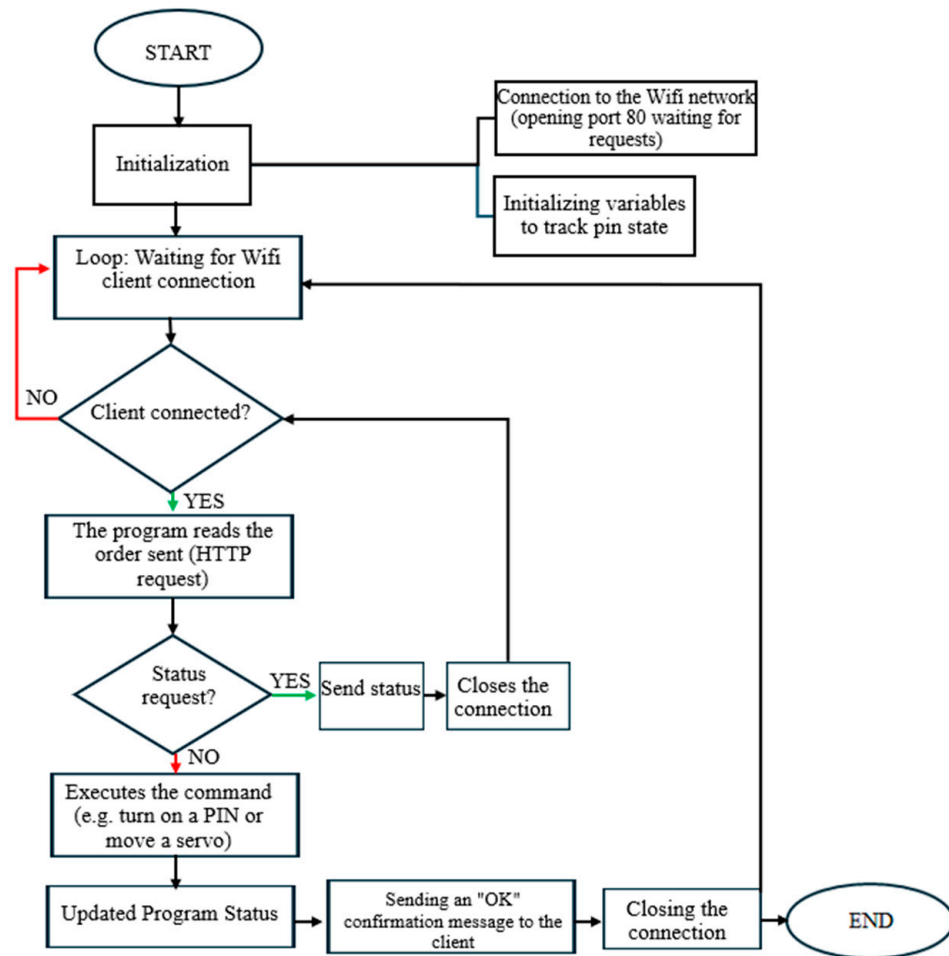 START
Connection to the Wifi network
(opening port 80 waiting for
requests)
Initialization
Initializing variables
to track pin state
Loop: Waiting for Wifi
client connection
NO
Client connected?
YES
The program reads the
order sent (HTTP
request)
Status
request?
YES
Send status
Closes the
connection
NO
Executes the command
(e.g. turn on a PIN or
move a servo)
Updated Program Status
Sending an "OK"
confirmation message to the
client
Closing the
connection
END